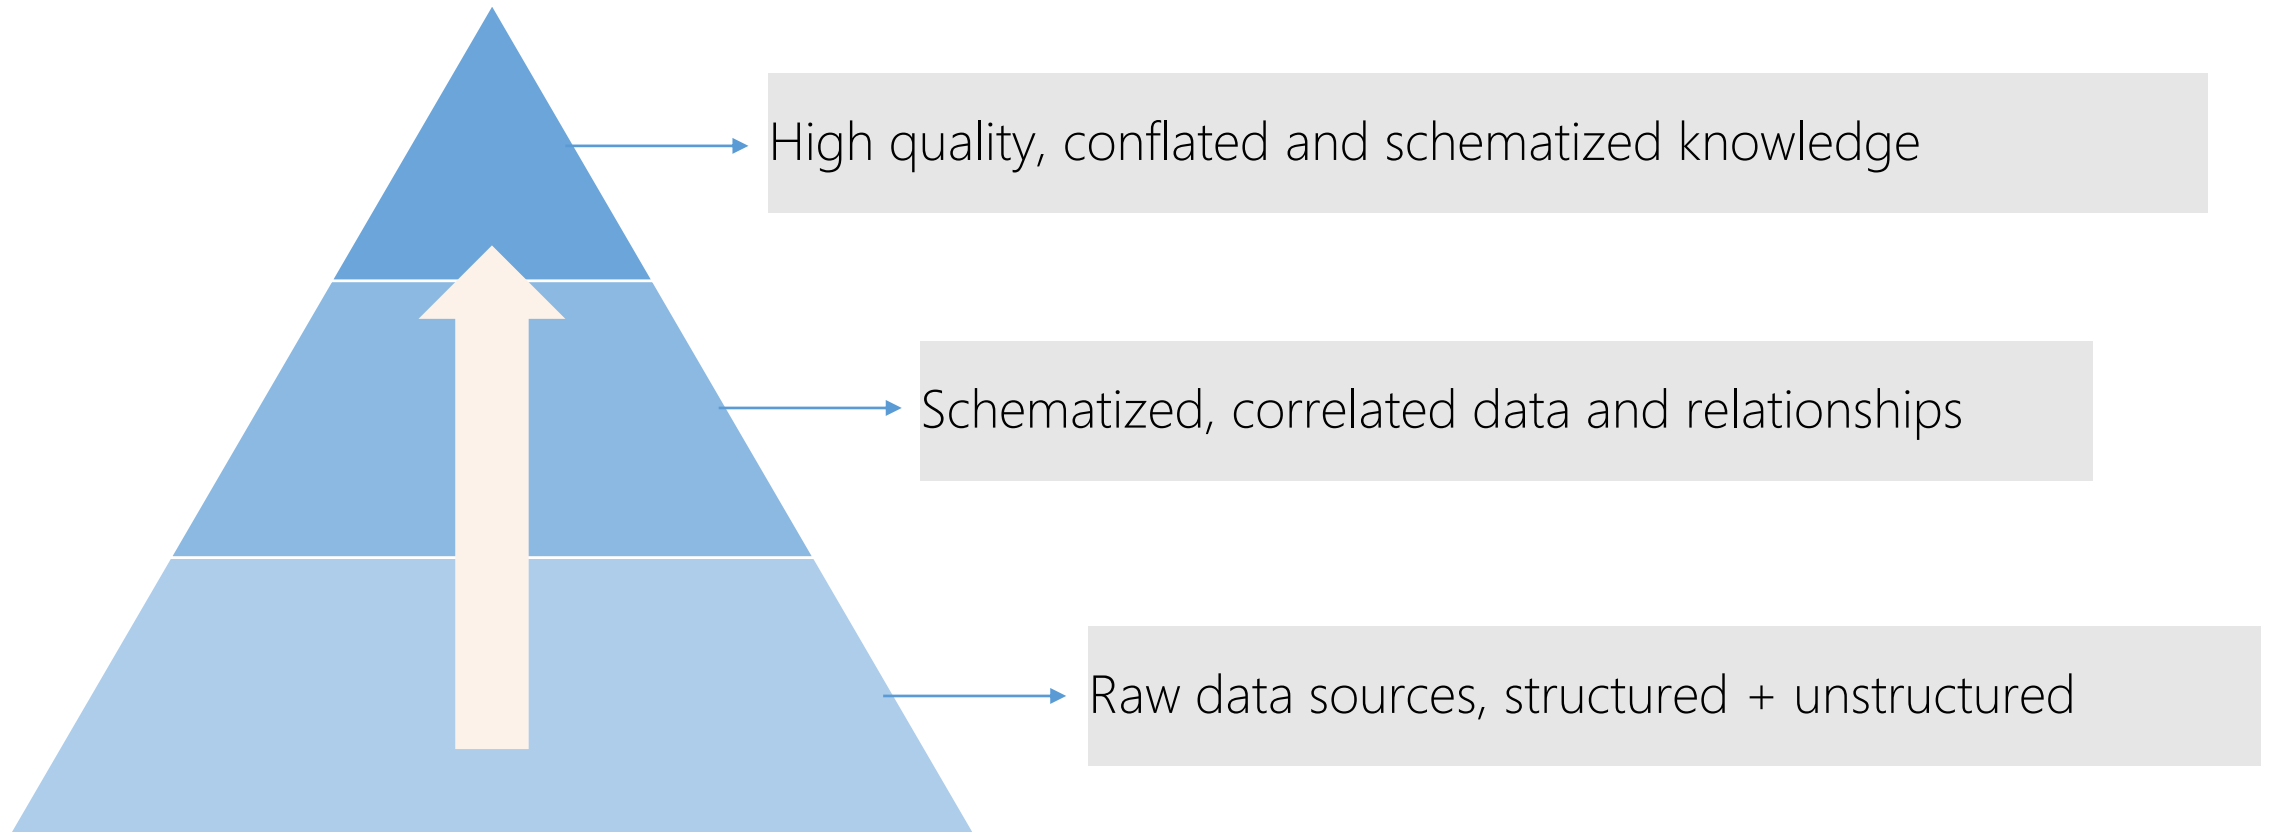 High quality, conflated and schematized knowledge
Schematized, correlated data and relationships
Raw data sources, structured + unstructured